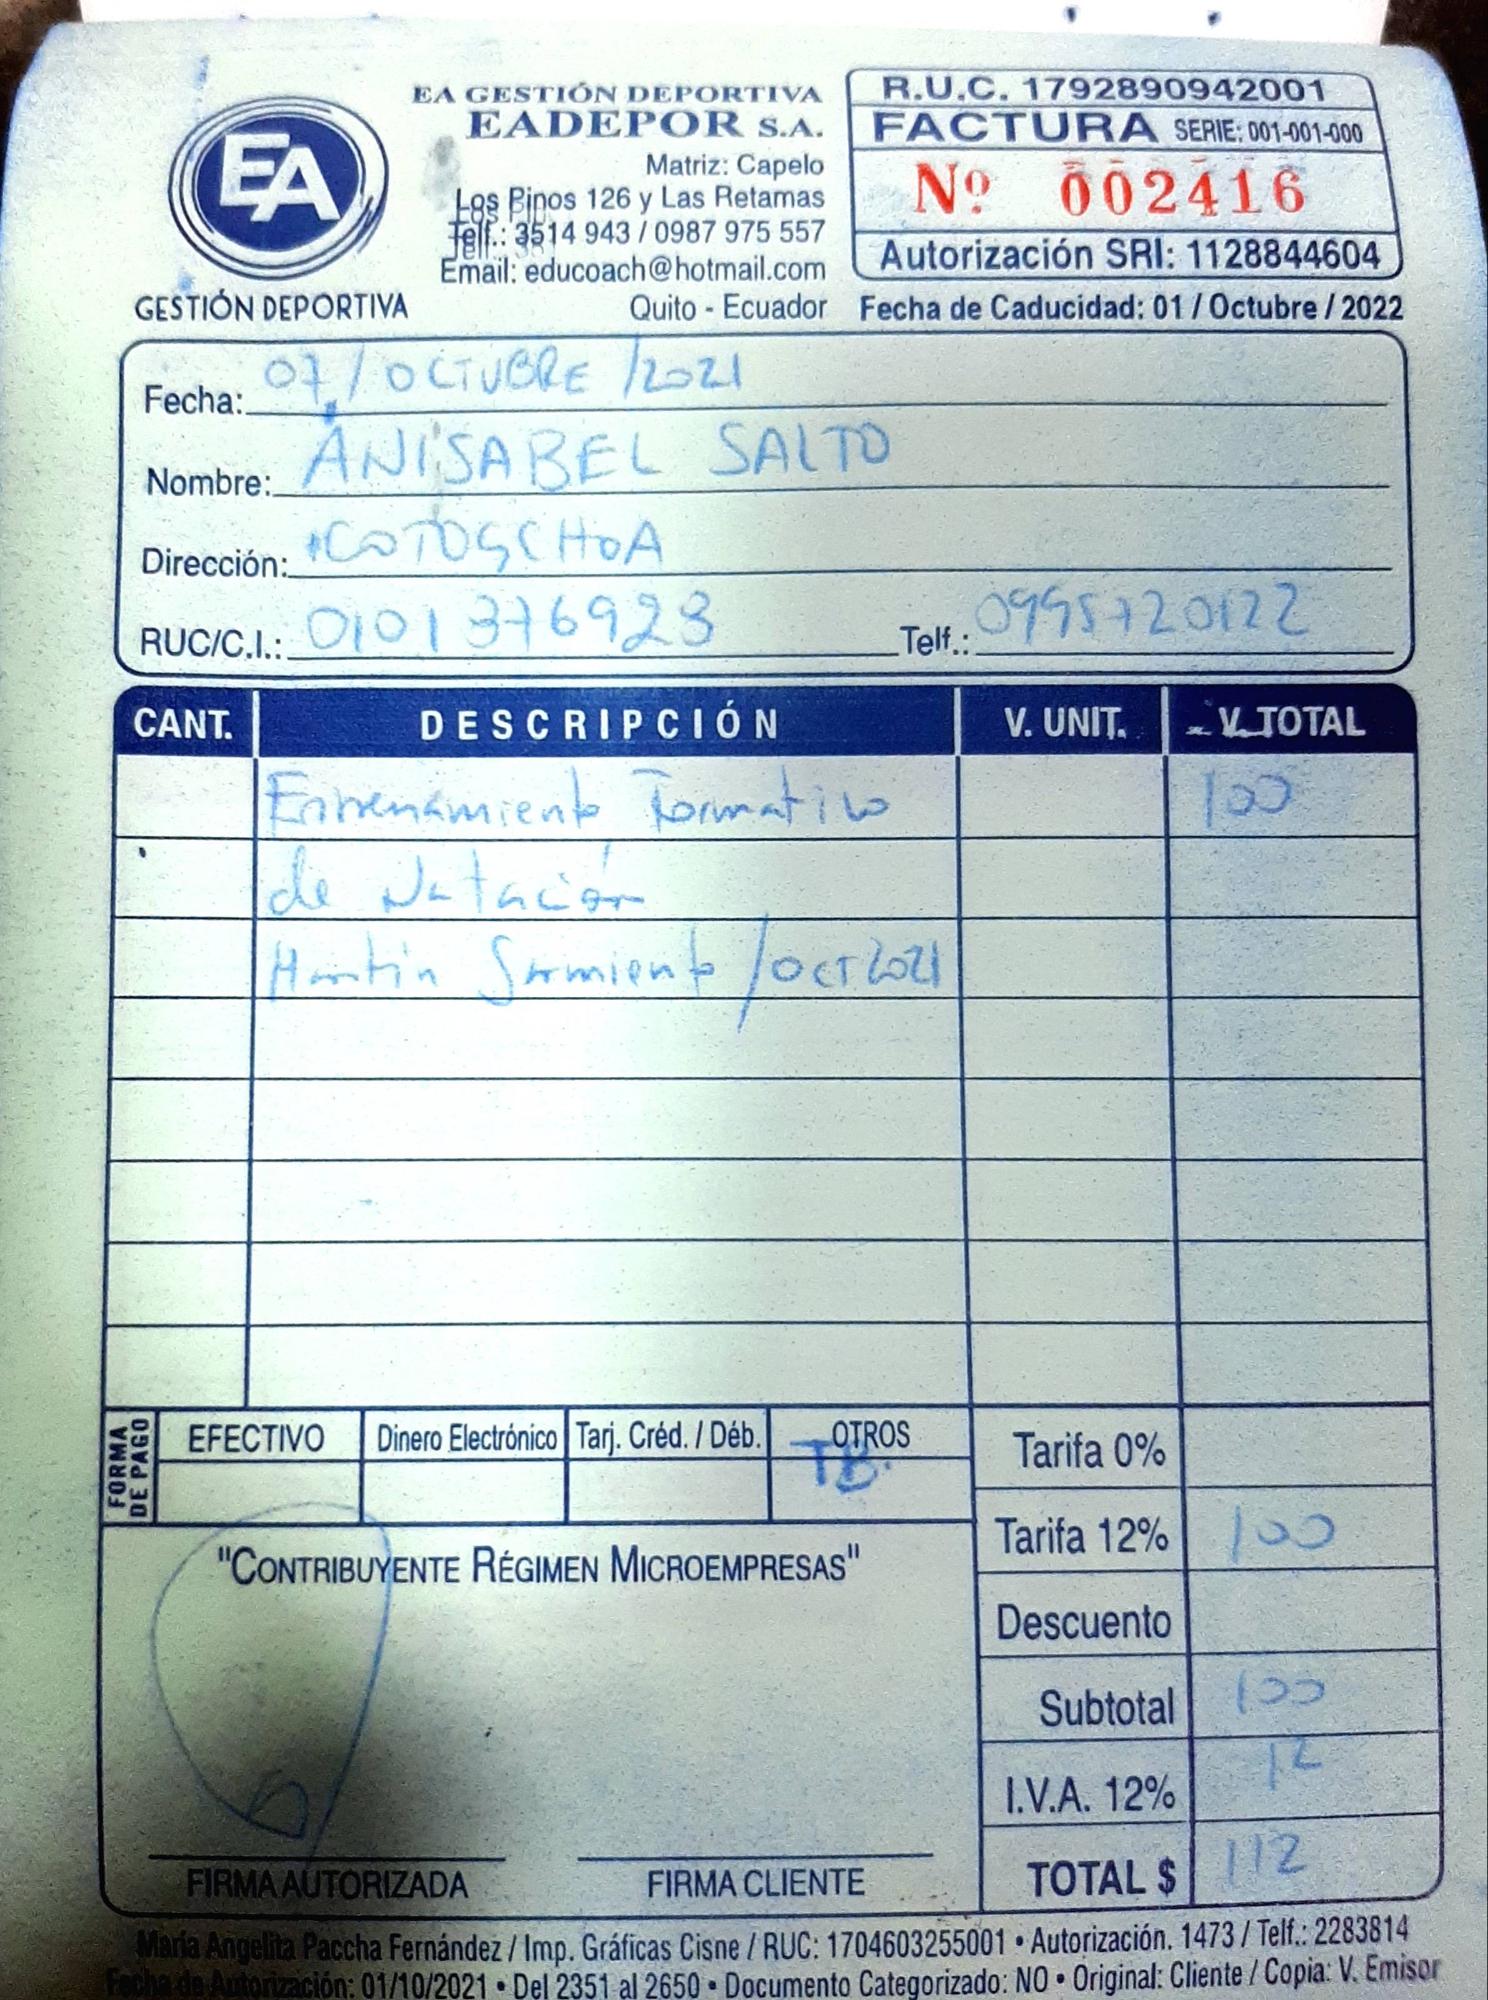 EA GESTIÓN DEPORTIVA
EADEPOR S.A.
Matriz: Capelo
Los Pinos 126 y Las Retamas
Telf.: 3514 943 / 0987 975 557
Email: educoach@hotmail.com
Quito - Ecuador
EA
GESTIÓN DEPORTIVA
R.U.C. 1792890942001
FACTURA SERIE: 001-001-000
Nº 002416
Autorización SRI: 1128844604
Fecha de Caducidad: 01 / Octubre / 2022
Fecha: 07 / OCTUBRE / 2021
Nombre: ANISABEL SALTO
Dirección: COTOGCHOA
RUC/C.I.: 0101376923 Telf.: 0995720122
CANT. DESCRIPCIÓN V. UNIT. V. TOTAL
Entrenamiento Formativo 100
de Natación
Martín Sarmiento / OCT 2021
FORMA DE PAGO EFECTIVO Dinero Electrónico Tarj. Créd. / Déb. OTROS
TB.
Tarifa 0%
Tarifa 12% 100
Descuento
Subtotal 100
I.V.A. 12% 12
TOTAL $ 112
"CONTRIBUYENTE RÉGIMEN MICROEMPRESAS"
FIRMA AUTORIZADA FIRMA CLIENTE
María Angelita Paccha Fernández / Imp. Gráficas Cisne / RUC: 1704603255001 • Autorización. 1473 / Telf.: 2283814
Fecha de Autorización: 01/10/2021 • Del 2351 al 2650 • Documento Categorizado: NO • Original: Cliente / Copia: V. Emisor